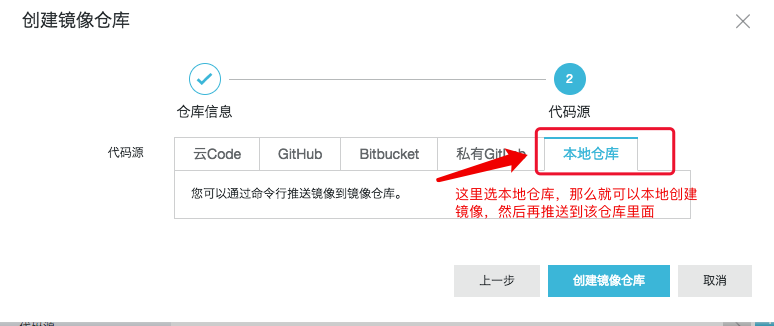 创建镜像仓库
2
仓库信息
代码源
代码源
云Code
GitHub
Bitbucket
私有GitHub
本地仓库
您可以通过命令行推送镜像到镜像仓库。
这里选本地仓库，那么就可以本地创建
镜像，然后再推送到该仓库里面
上一步
创建镜像仓库
取消